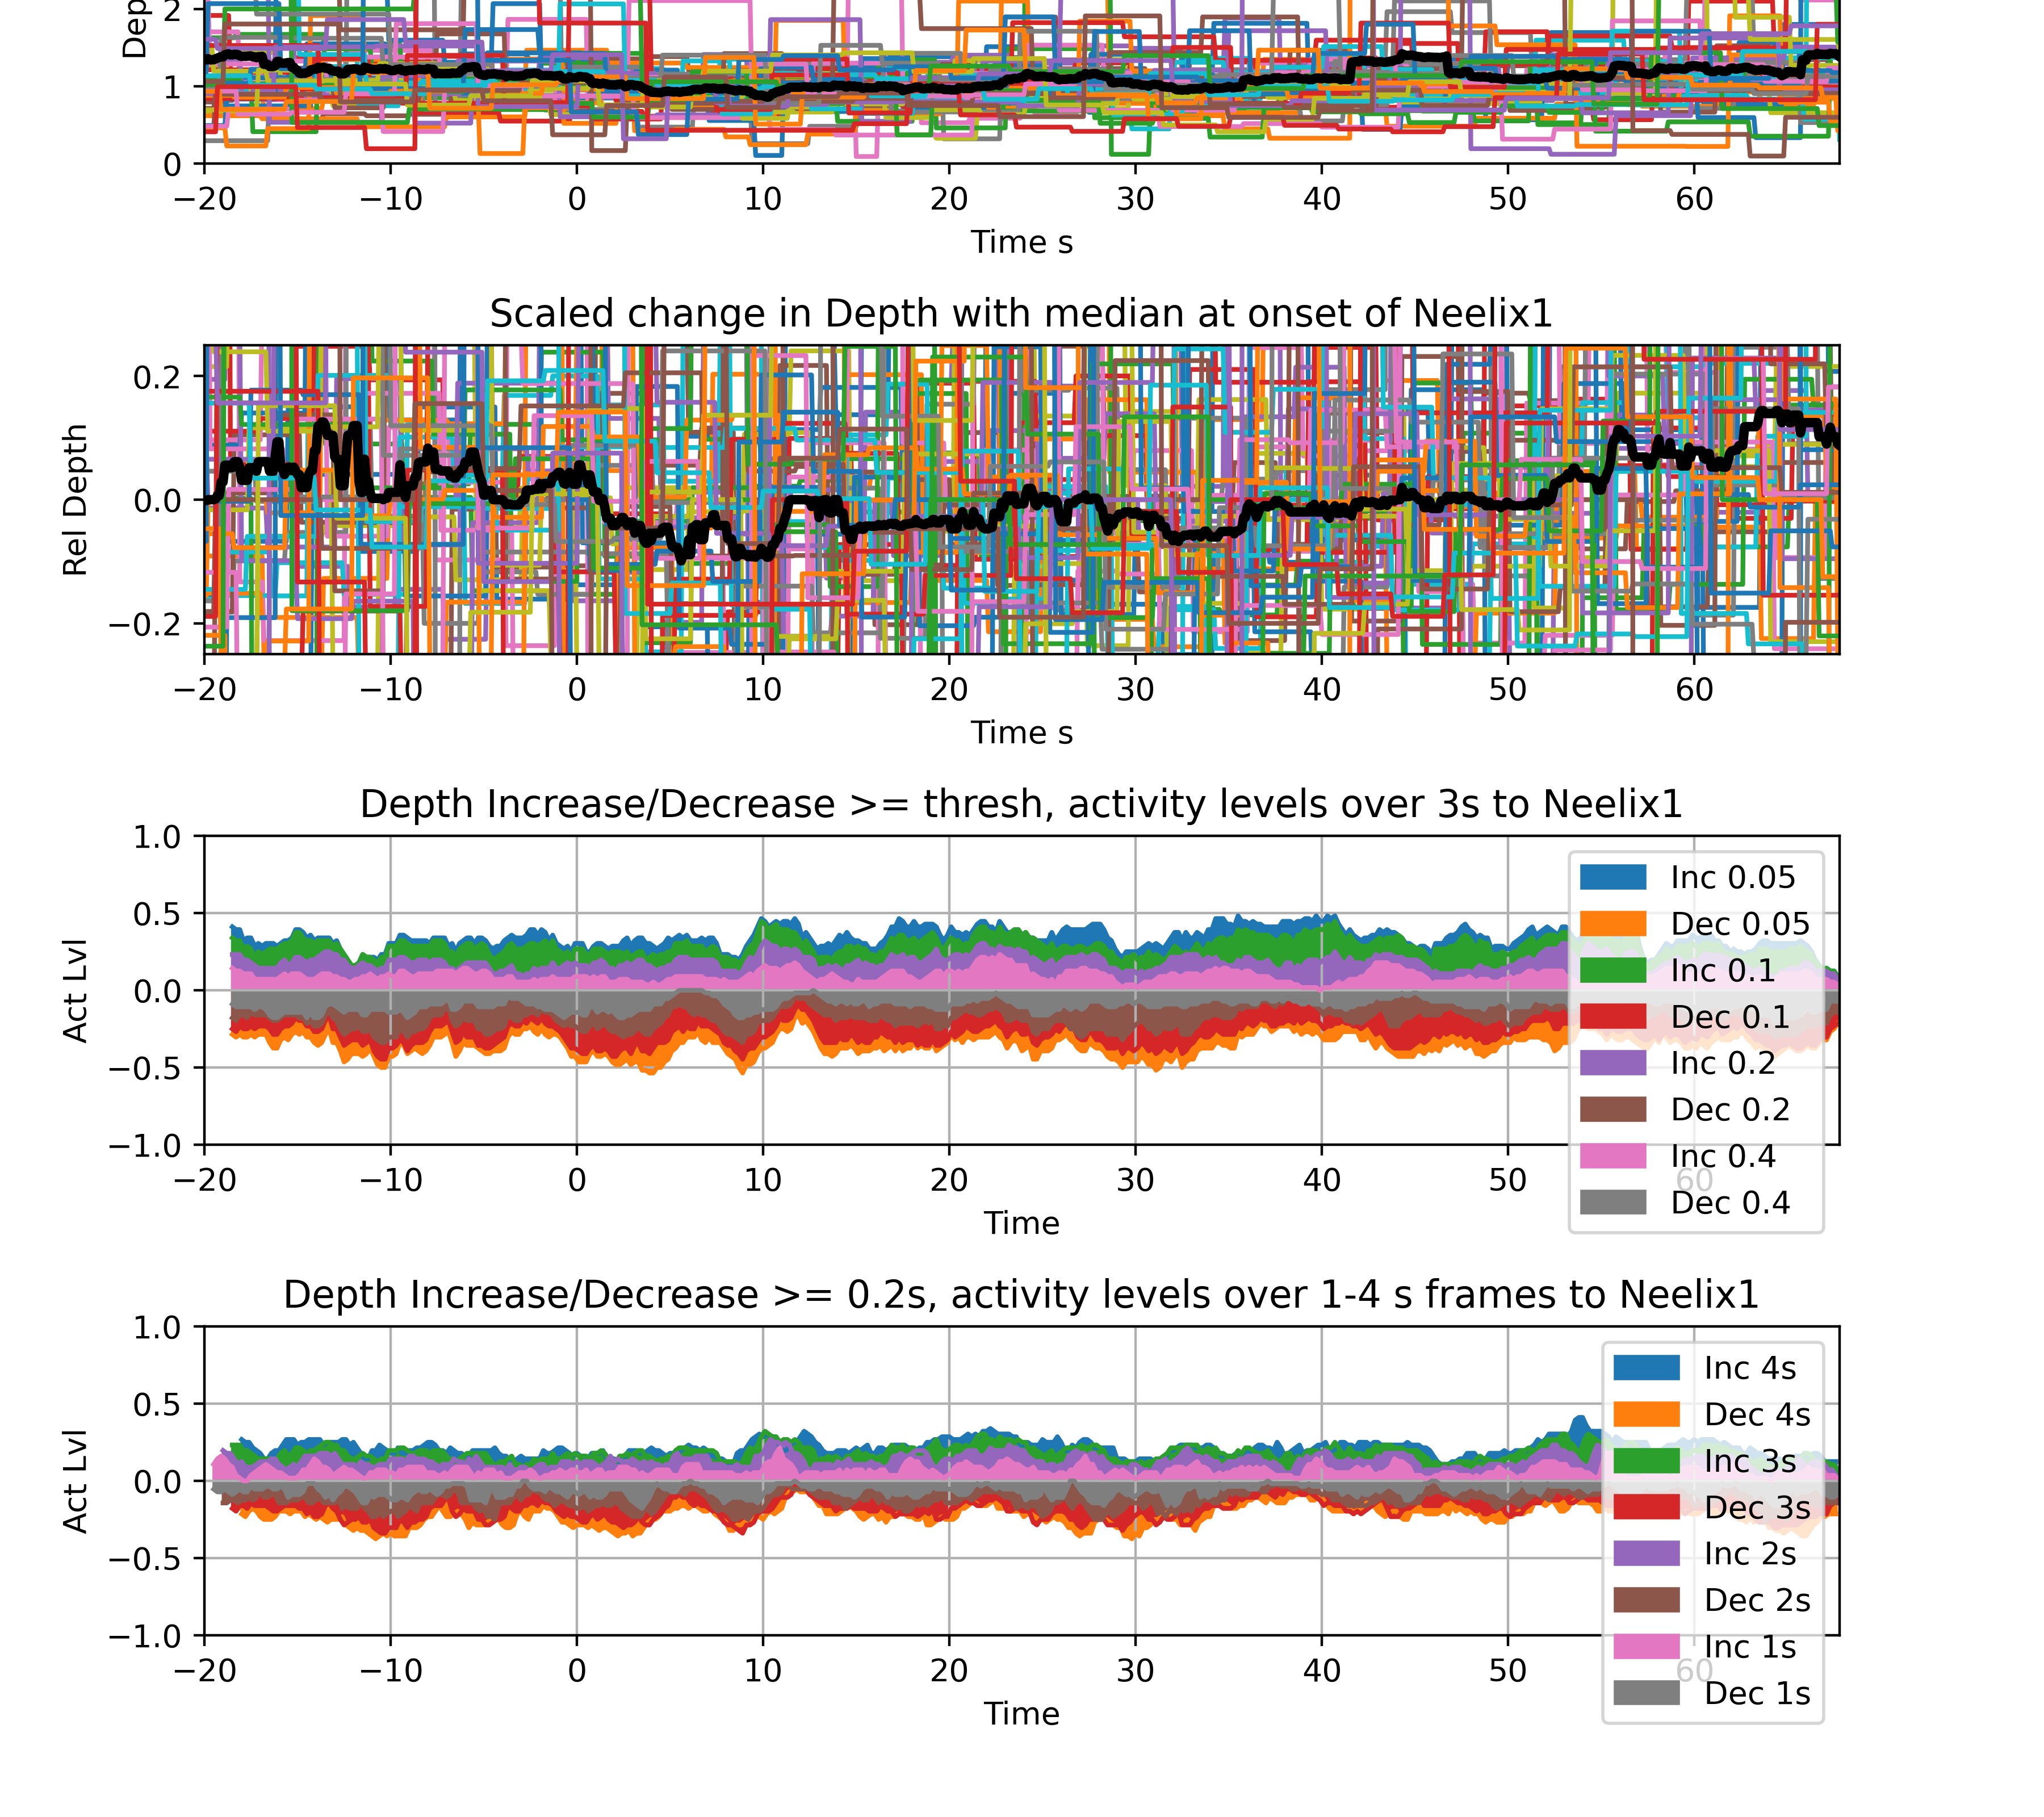 2
1
0
−20 −10 0 10 20 30 40 50 60
Time s
Scaled change in Depth with median at onset of Neelix1
Rel Depth
0.2
0.0
−0.2
−20 −10 0 10 20 30 40 50 60
Time s
Depth Increase/Decrease >= thresh, activity levels over 3s to Neelix1
Act Lvl
1.0
0.5
0.0
−0.5
−1.0
Inc 0.05
Dec 0.05
Inc 0.1
Dec 0.1
Inc 0.2
Dec 0.2
Inc 0.4
Dec 0.4
−20 −10 0 10 20 30 40 50 60
Time
Depth Increase/Decrease >= 0.2s, activity levels over 1-4 s frames to Neelix1
Act Lvl
1.0
0.5
0.0
−0.5
−1.0
Inc 4s
Dec 4s
Inc 3s
Dec 3s
Inc 2s
Dec 2s
Inc 1s
Dec 1s
−20 −10 0 10 20 30 40 50 60
Time